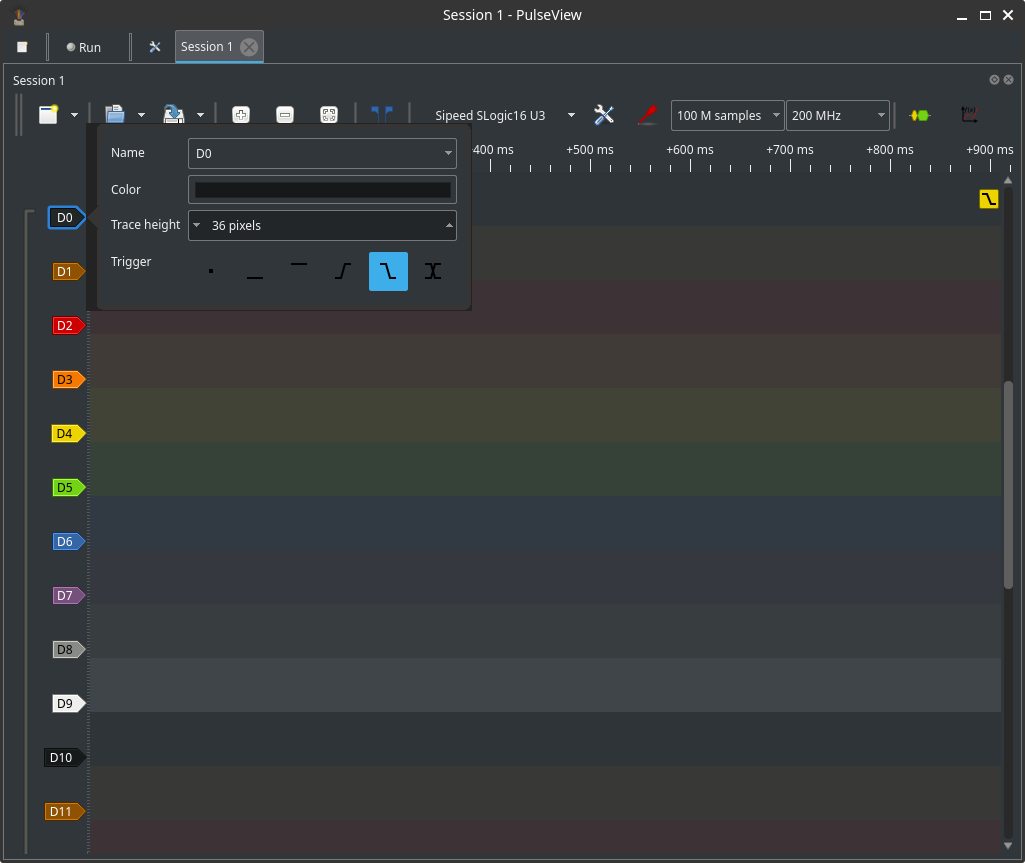 Session 1 - PulseView
Run
Session 1
Session 1
Sipeed SLogic16 U3
100 M samples
200 MHz
+400 ms +500 ms +600 ms +700 ms +800 ms +900 ms
Name D0
Color
Trace height 36 pixels
Trigger
D0
D1
D2
D3
D4
D5
D6
D7
D8
D9
D10
D11